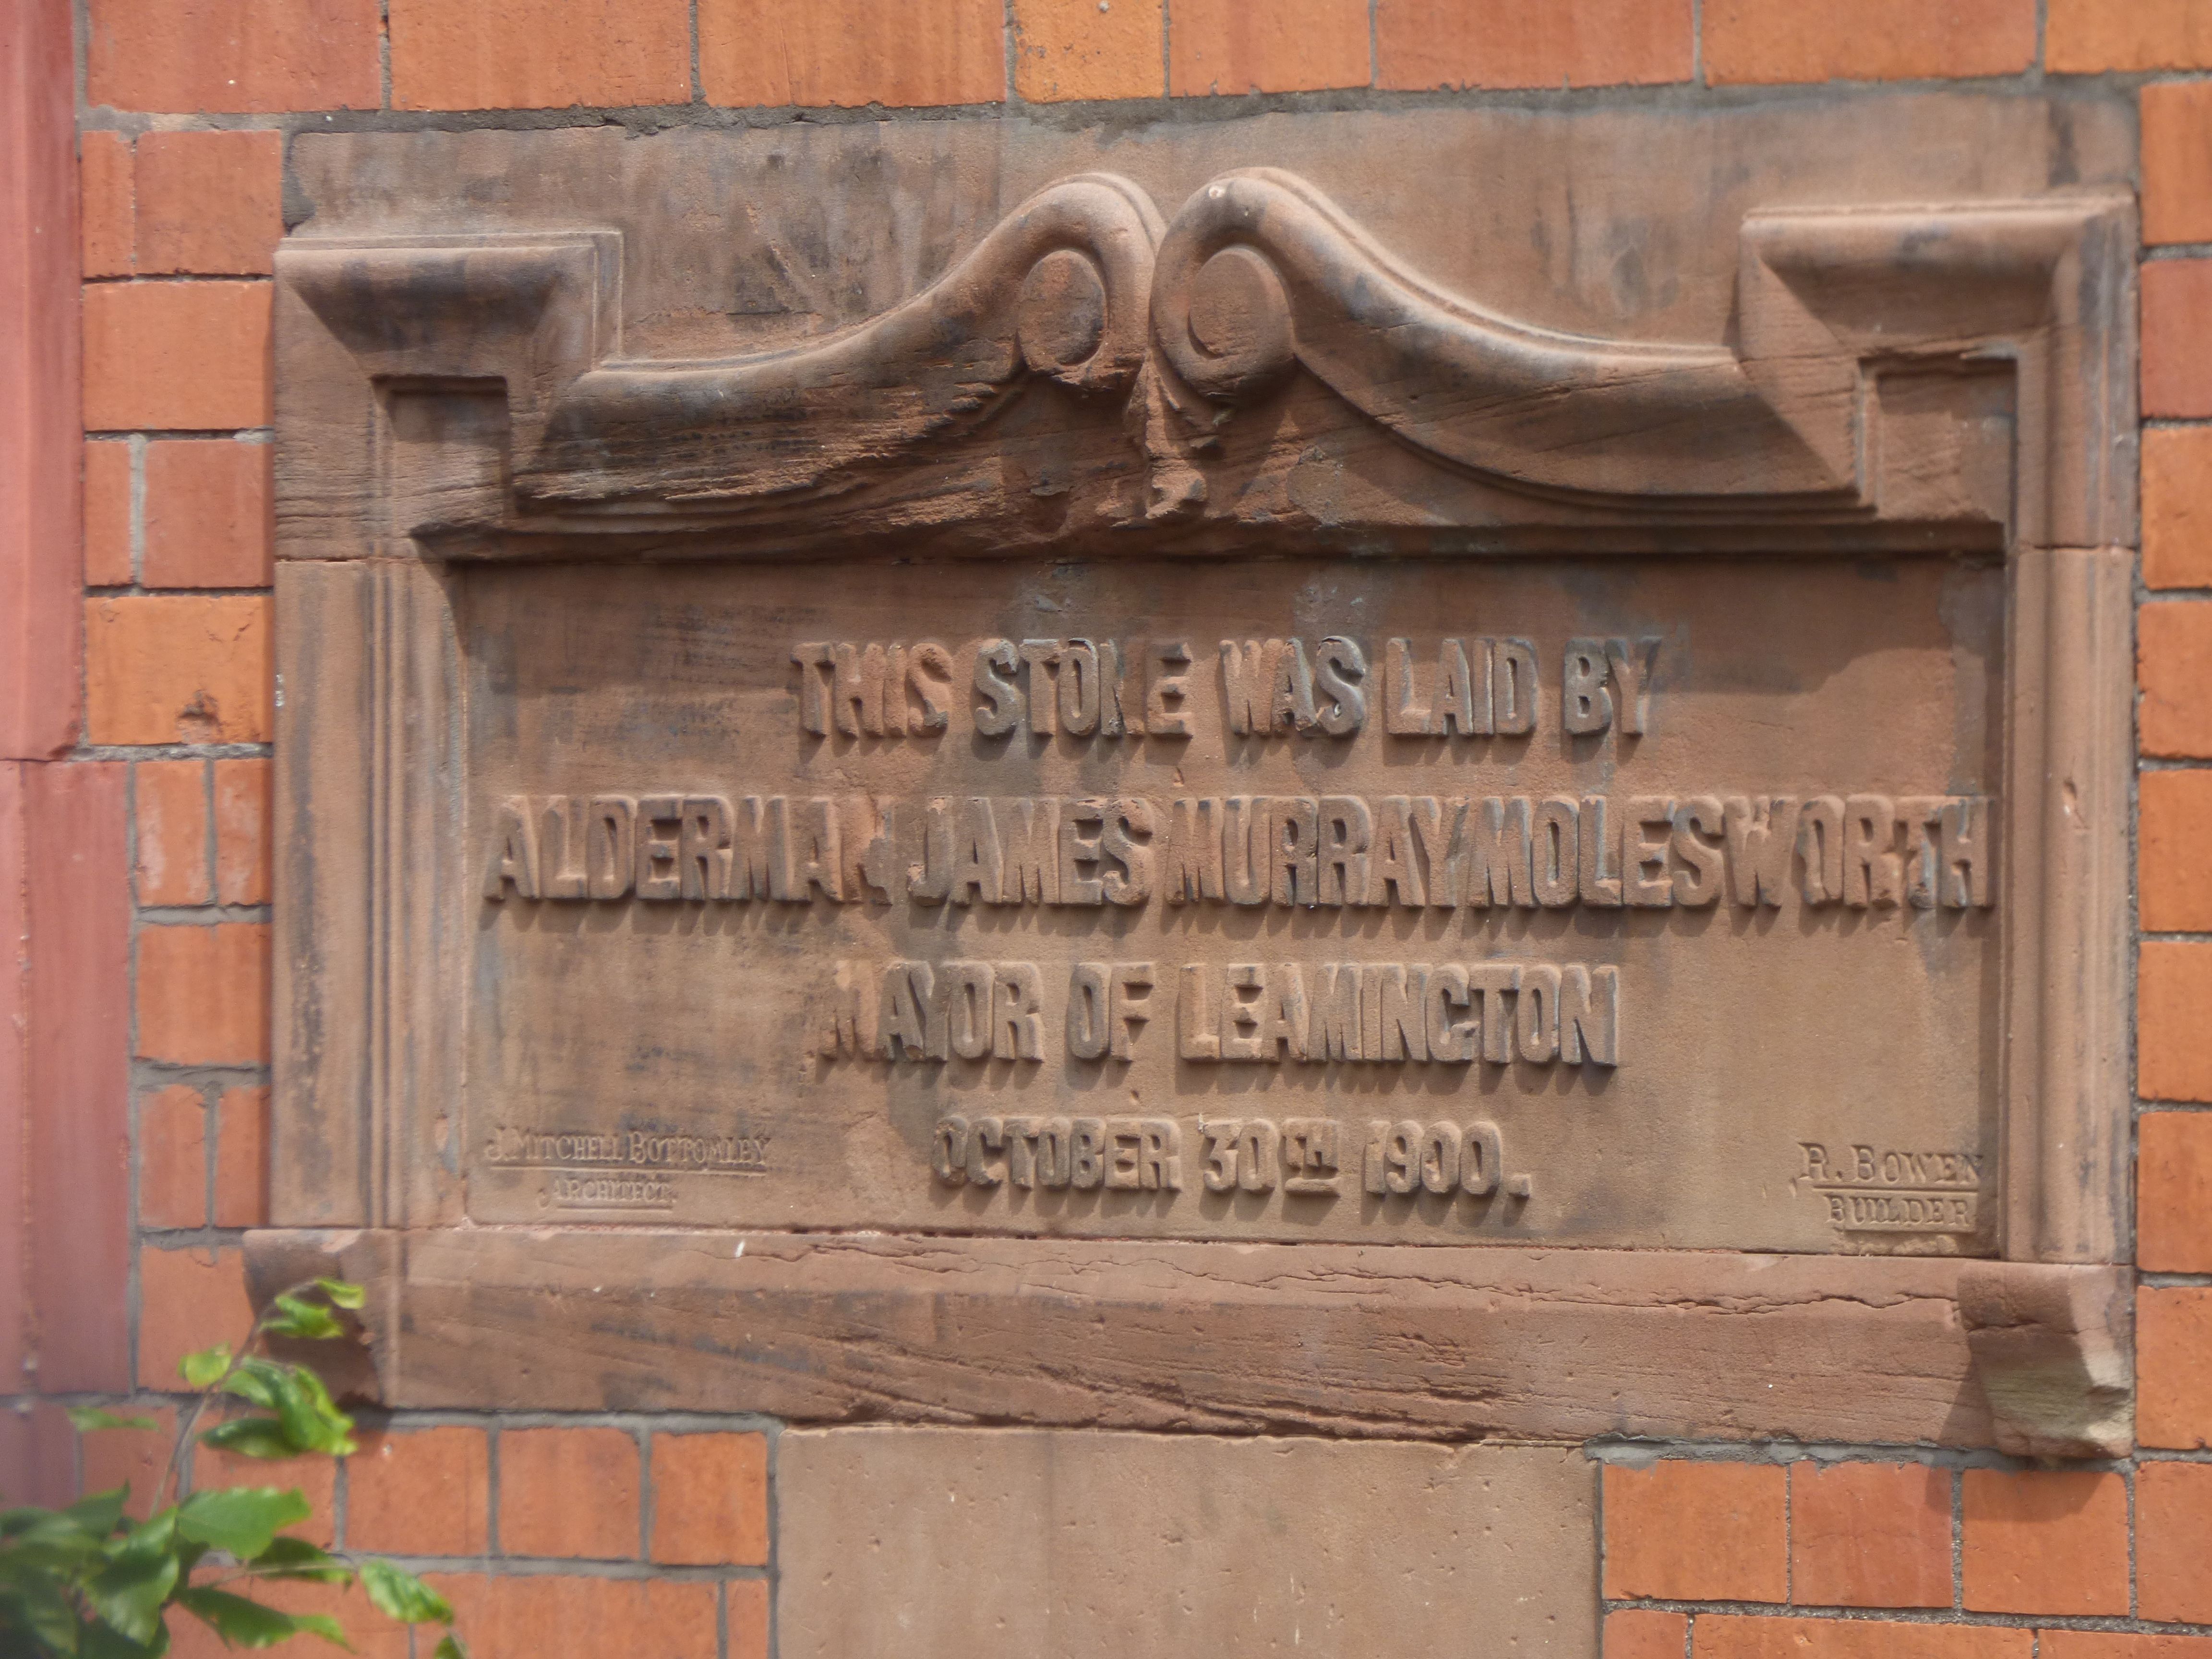 THIS STONE WAS LAID BY
ALDERMAN JAMES MURRAY MOLESWORTH
MAYOR OF LEAMINGTON
OCTOBER 30TH 1900.
J. MITCHELL BOTTOMLEY
ARCHITECT.
R. BOWEN
BUILDER